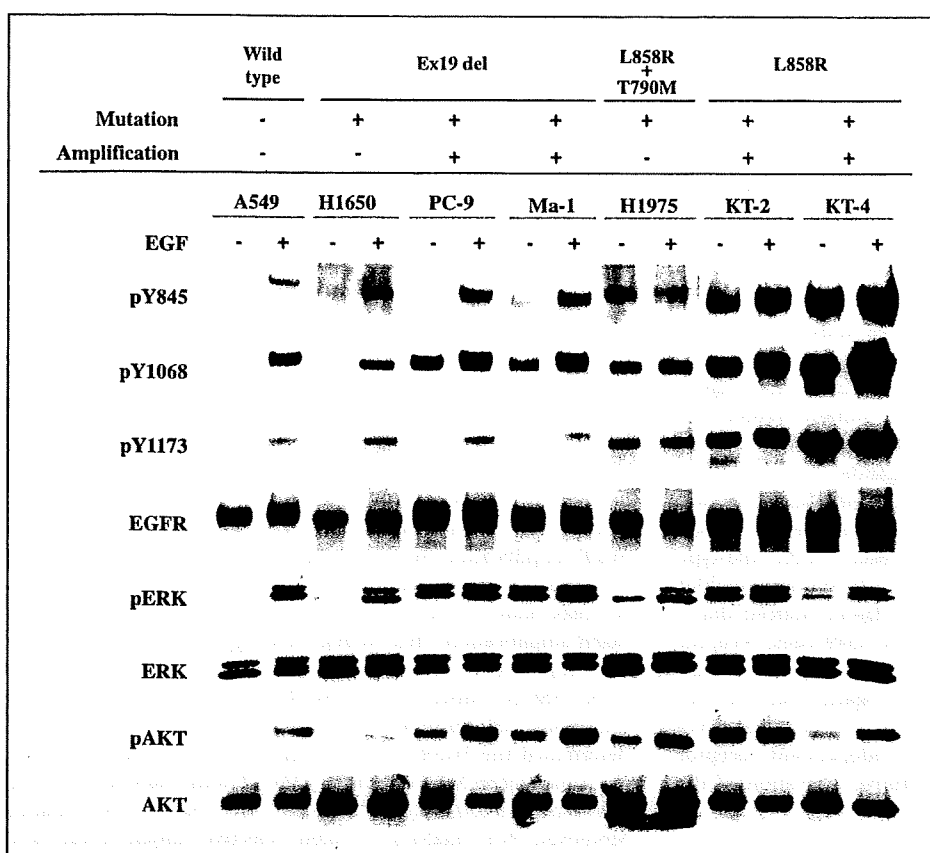 Wild type
Ex19 del
L858R + T790M
L858R
Mutation - + + + + + +
Amplification - - + + - + +
A549 H1650 PC-9 Ma-1 H1975 KT-2 KT-4
EGF - + - + - + - + - + - + - +
pY845
pY1068
pY1173
EGFR
pERK
ERK
pAKT
AKT